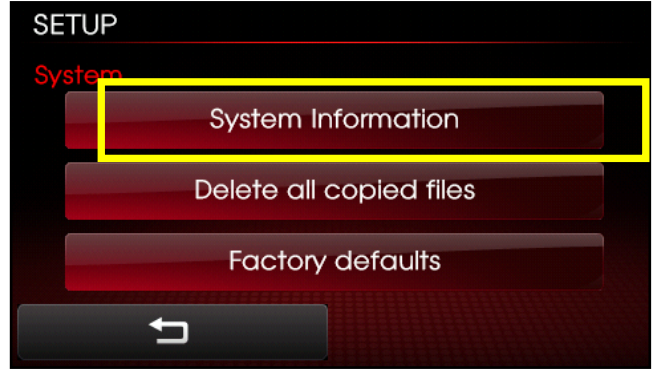 SETUP
System
System Information
Delete all copied files
Factory defaults